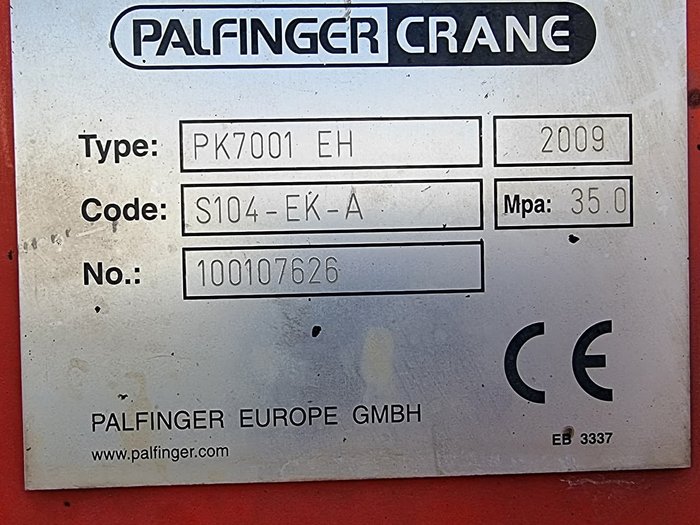 PALFINGER CRANE
Type: PK7001 EH 2009
Code: S104-EK-A Mpa: 35.0
No.: 100107626
CE
PALFINGER EUROPE GMBH
www.palfinger.com EB 3337